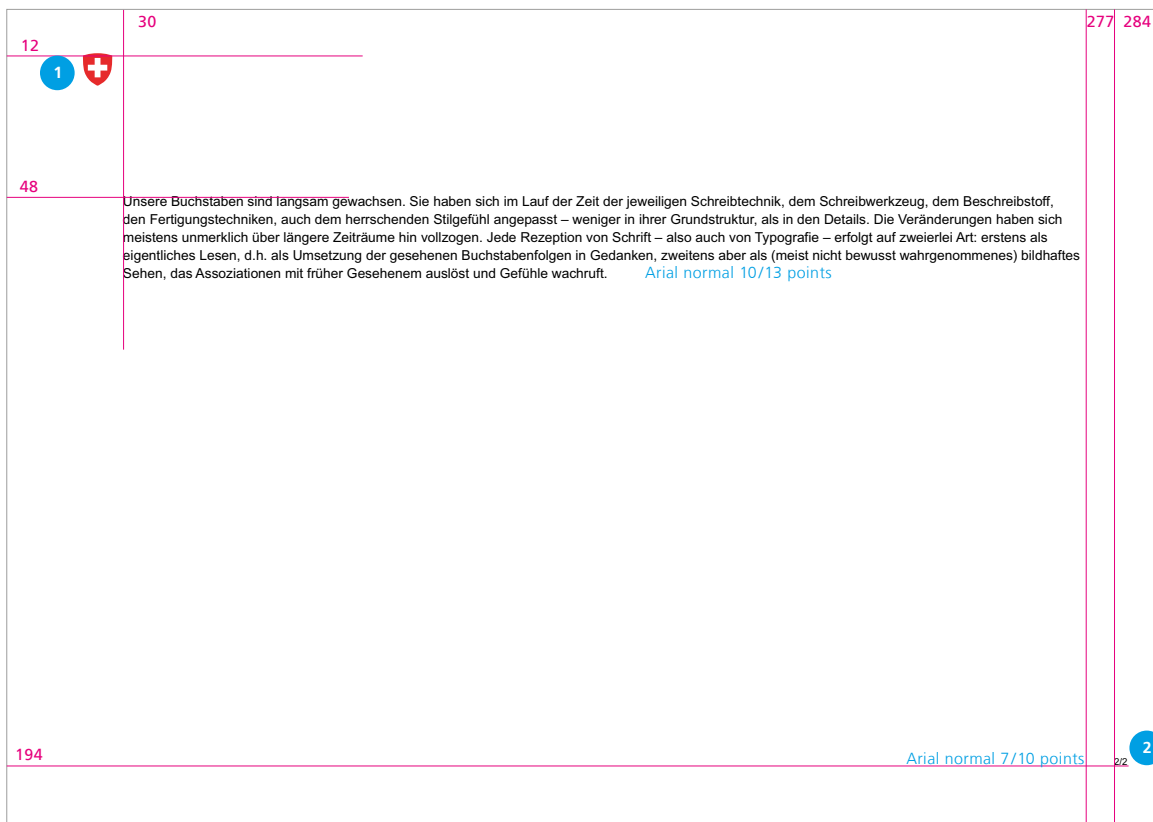 30
277
284
12
1
48
Unsere Buchstaben sind langsam gewachsen. Sie haben sich im Lauf der Zeit der jeweiligen Schreibtechnik, dem Schreibwerkzeug, dem Beschreibstoff,
den Fertigungstechniken, auch dem herrschenden Stilgefühl angepasst – weniger in ihrer Grundstruktur, als in den Details. Die Veränderungen haben sich
meistens unmerklich über längere Zeiträume hin vollzogen. Jede Rezeption von Schrift – also auch von Typografie – erfolgt auf zweierlei Art: erstens als
eigentliches Lesen, d.h. als Umsetzung der gesehenen Buchstabenfolgen in Gedanken, zweitens aber als (meist nicht bewusst wahrgenommenes) bildhaftes
Sehen, das Assoziationen mit früher Gesehenem auslöst und Gefühle wachruft. Arial normal 10/13 points
194
Arial normal 7/10 points
2/2
2